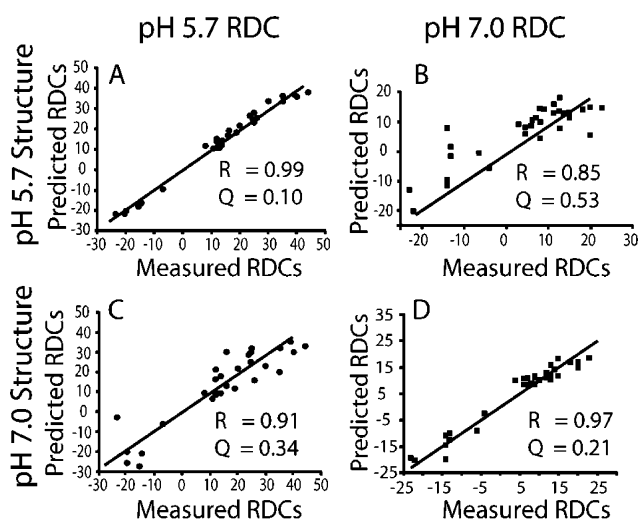 pH 5.7 RDC
pH 7.0 RDC
pH 5.7 Structure
pH 7.0 Structure
A
Predicted RDCs
50
40
30
20
10
0
-10
-20
-30
R = 0.99
Q = 0.10
-30 -20 -10 0 10 20 30 40 50
Measured RDCs
B
Predicted RDCs
20
10
0
-10
-20
R = 0.85
Q = 0.53
-20 -10 0 10 20 30
Measured RDCs
C
Predicted RDCs
50
40
30
20
10
0
-10
-20
-30
R = 0.91
Q = 0.34
-30 -20 -10 0 10 20 30 40 50
Measured RDCs
D
Predicted RDCs
35
25
15
5
-5
-15
-25
R = 0.97
Q = 0.21
-25 -15 -5 5 15 25 35
Measured RDCs